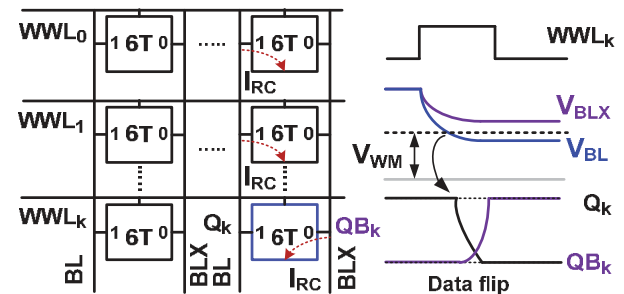 WWL0
1 6T 0
.....
1 6T 0
IRC
WWL1
1 6T 0
.....
1 6T 0
IRC
WWLk
1 6T 0
Qk
1 6T 0
QBk
IRC
BL
BLX
BL
BLX
WWLk
VBLX
VBL
VWM
Qk
QBk
Data flip